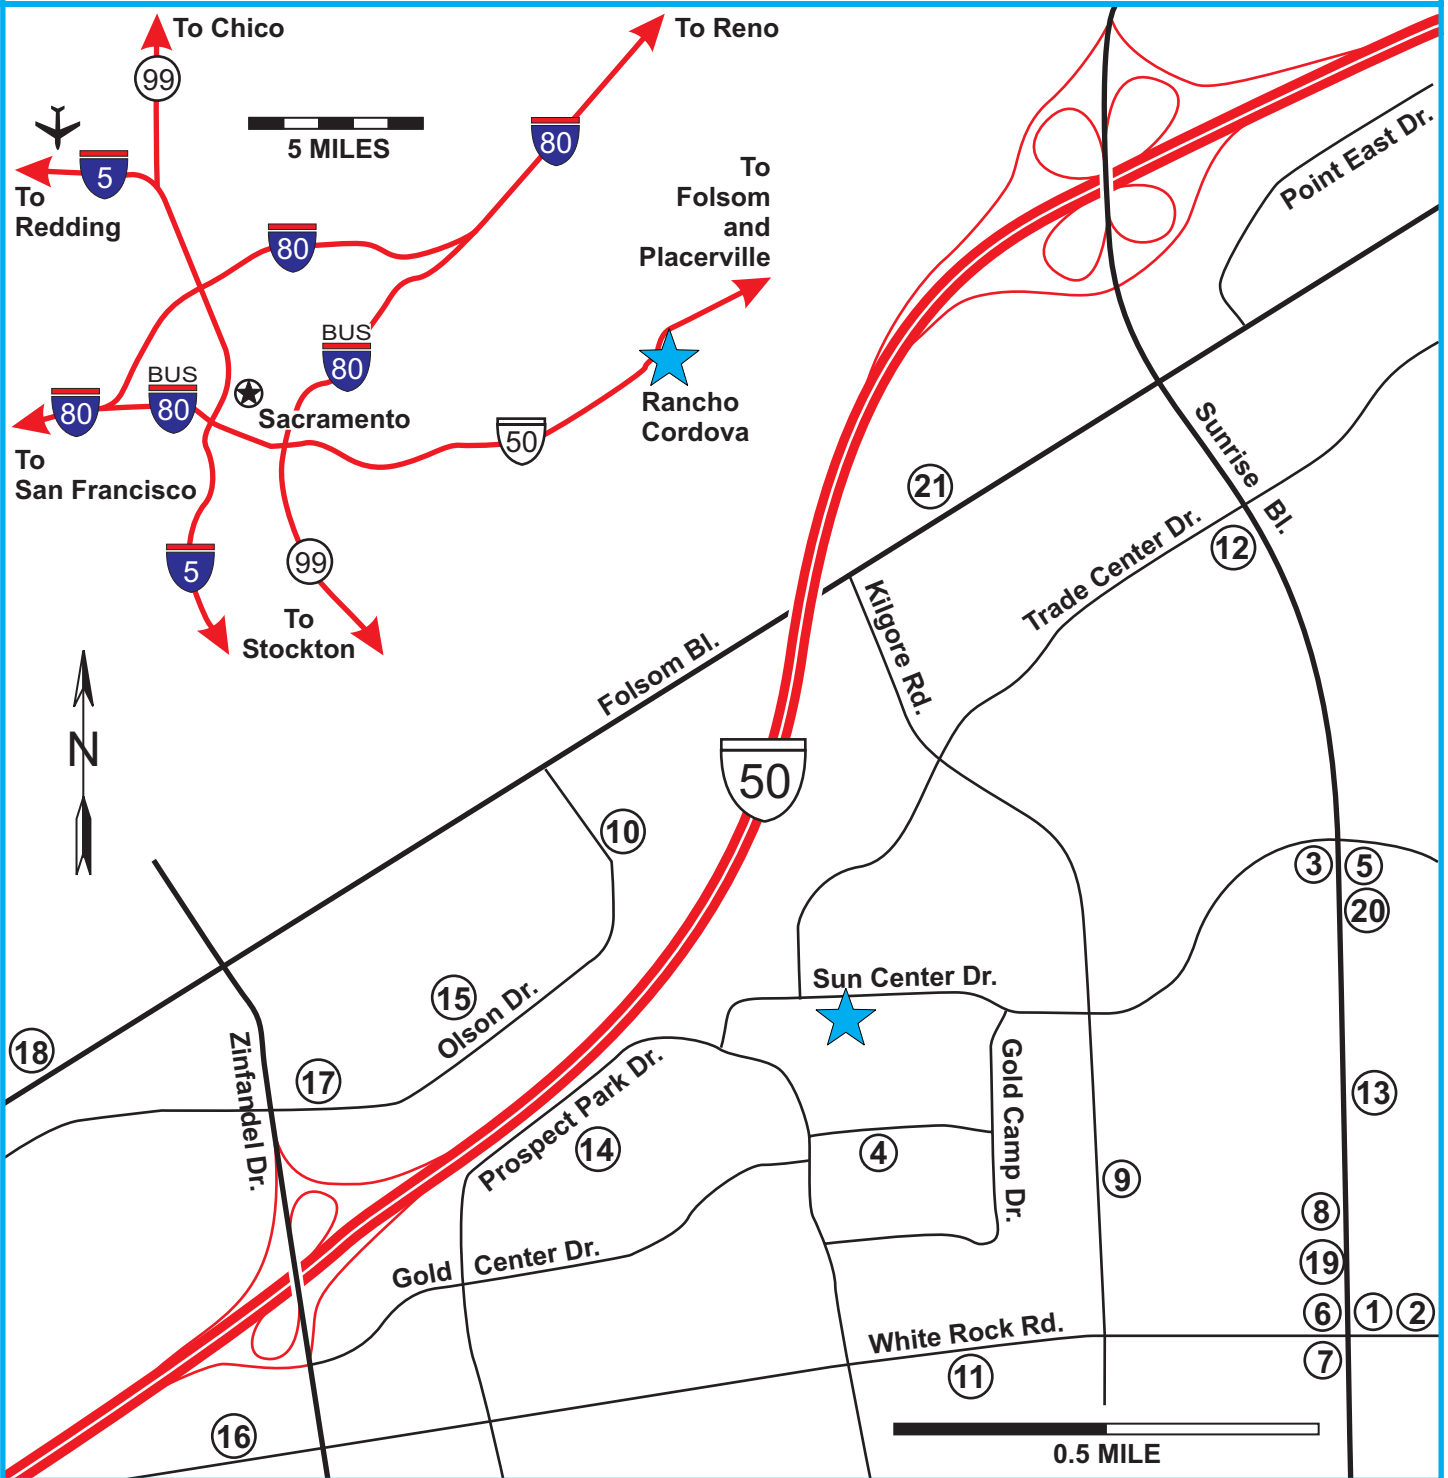 To Chico
99
To Reno
5 MILES
80
5
To
Redding
To
Folsom
and
Placerville
80
BUS
80
BUS
80
80
Sacramento
Rancho
Cordova
50
To
San Francisco
5
99
To
Stockton
N
Point East Dr.
Sunrise Bl.
21
12
Trade Center Dr.
Kilgore Rd.
Folsom Bl.
50
10
3
5
20
Sun Center Dr.
15
Olson Dr.
18
Zinfandel Dr.
17
Prospect Park Dr.
14
Gold Camp Dr.
4
13
9
8
19
Gold Center Dr.
6
1
2
White Rock Rd.
7
11
16
0.5 MILE